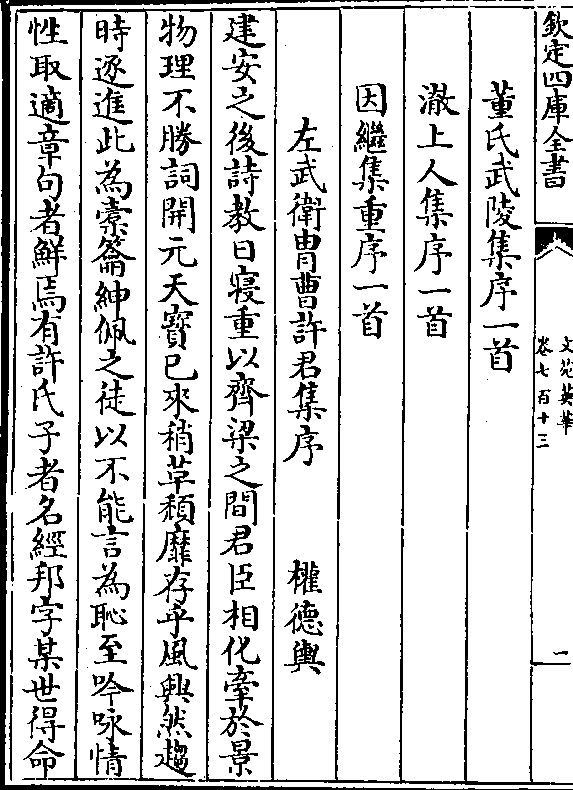 欽定四庫全書
文苑英華
卷七百十三
二
董氏武陵集序一首
澈上人集序一首
因繼集重序一首
左武衛冑曹許君集序 權德輿
建安之後詩教日寖重以齊梁之間君臣相化牽於景
物理不勝詞開元天寶已來稍革頹靡存乎風興然趨
時逐進此為橐籥紳佩之徒以不能言為恥至吟咏情
性取適章句者鮮焉有許氏子者名經邦字某世得命